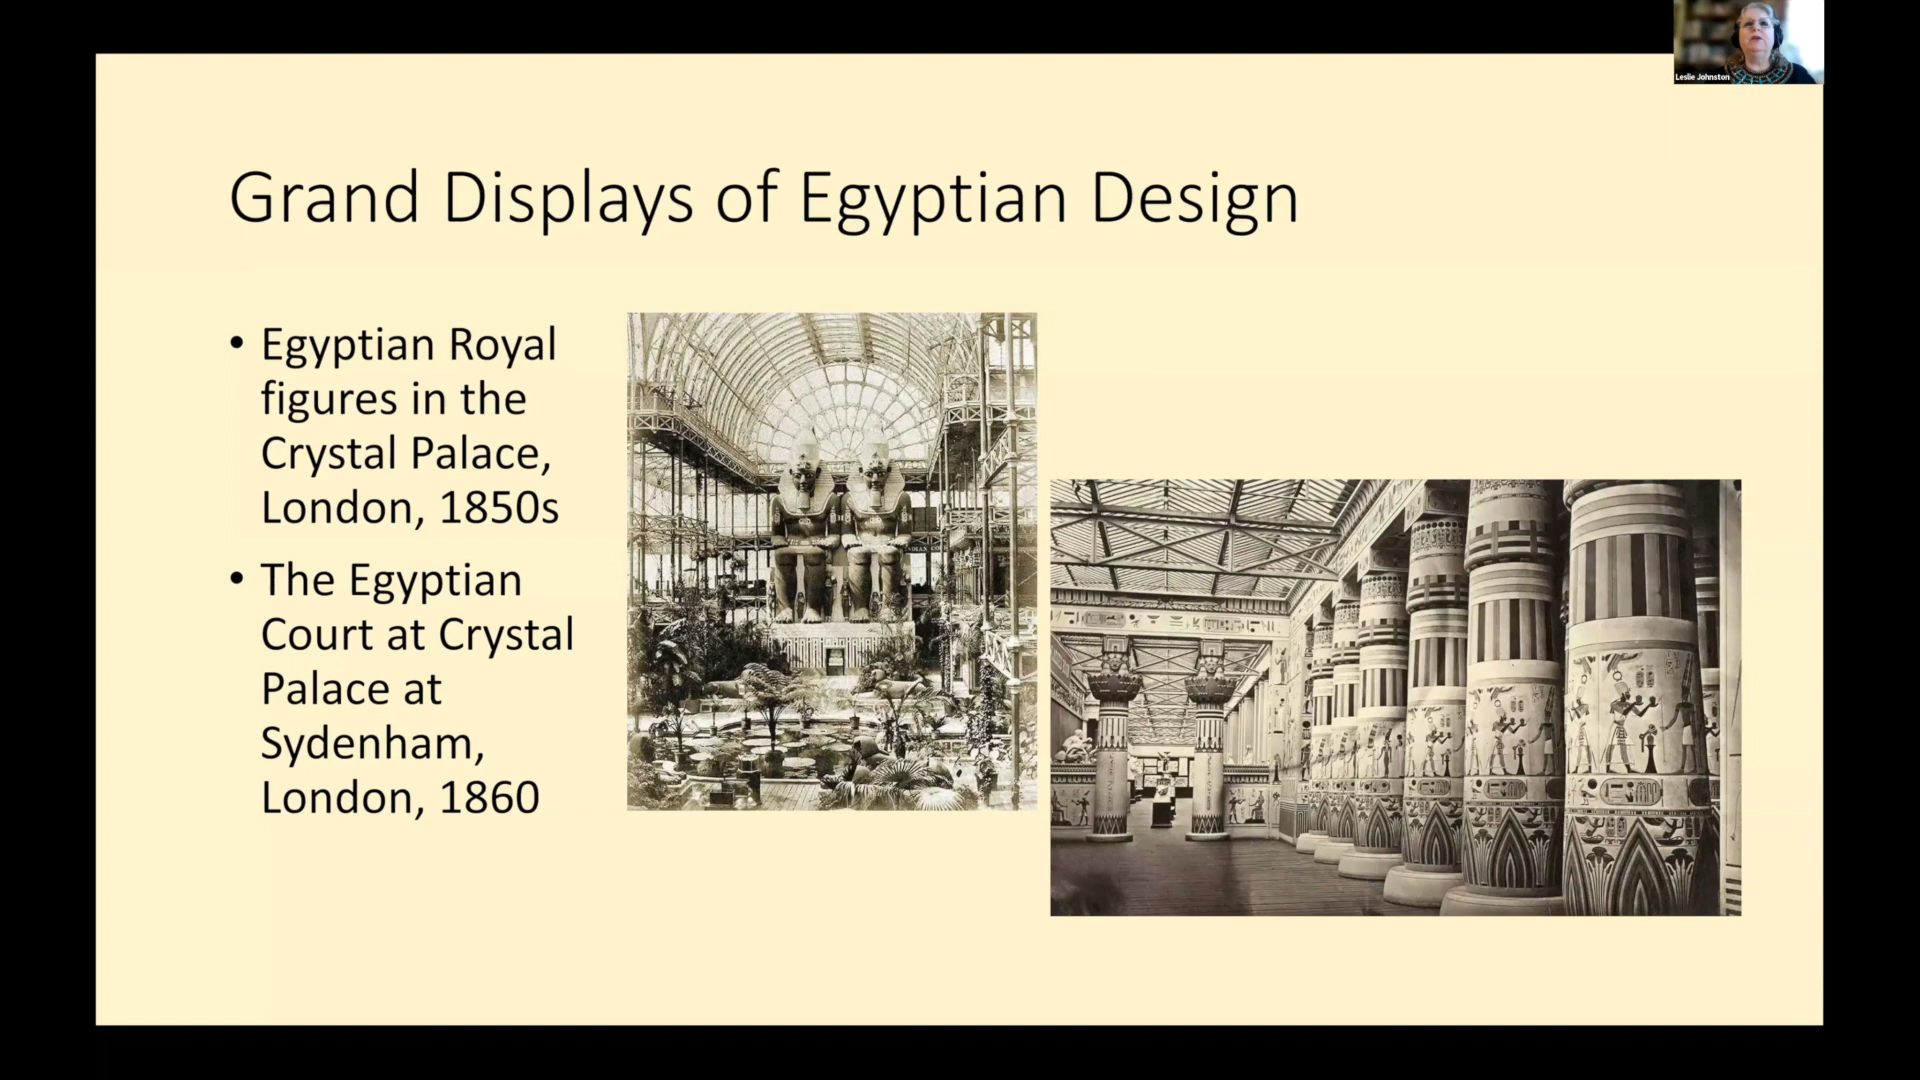 Leslie Johnston
Grand Displays of Egyptian Design
• Egyptian Royal
figures in the
Crystal Palace,
London, 1850s
• The Egyptian
Court at Crystal
Palace at
Sydenham,
London, 1860